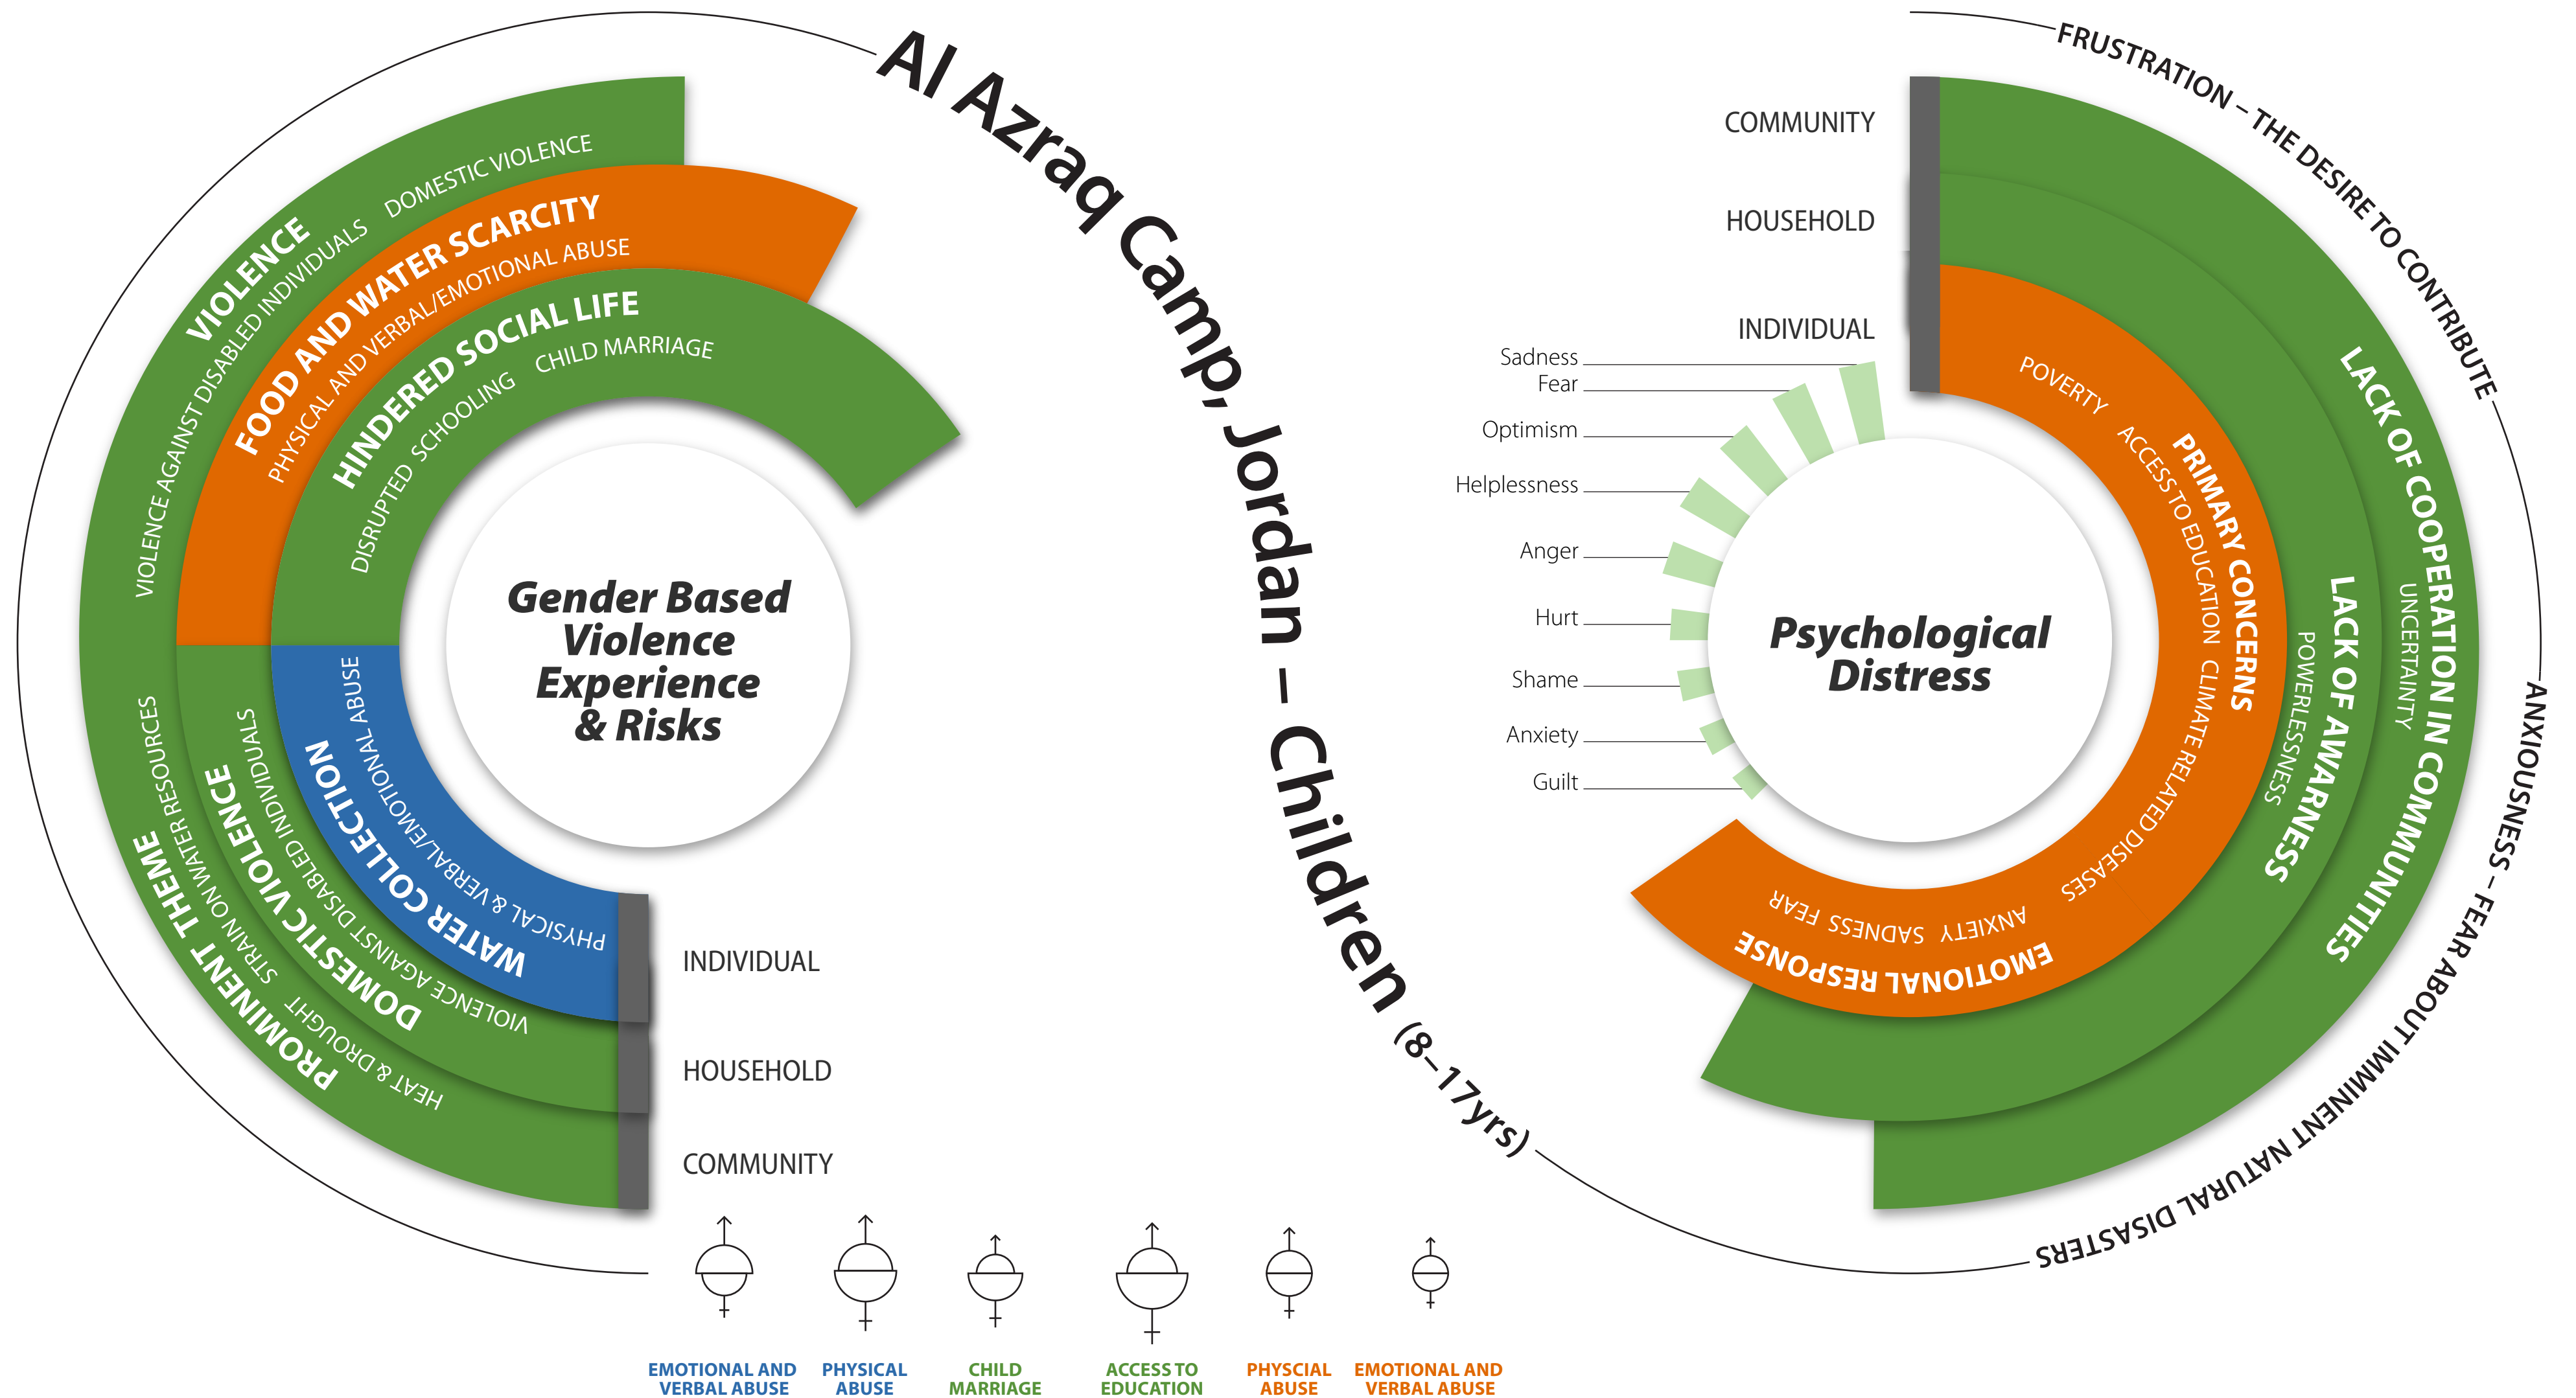 Al Azraq Camp, Jordan – Children (8–17yrs)
VIOLENCE
VIOLENCE AGAINST DISABLED INDIVIDUALS
DOMESTIC VIOLENCE
FOOD AND WATER SCARCITY
PHYSICAL AND VERBAL/EMOTIONAL ABUSE
HINDERED SOCIAL LIFE
DISRUPTED SCHOOLING
CHILD MARRIAGE
Gender Based
Violence
Experience
& Risks
PHYSICAL & VERBAL/EMOTIONAL ABUSE
WATER COLLECTION
VIOLENCE AGAINST DISABLED INDIVIDUALS
DOMESTIC VIOLENCE
HEAT & DROUGHT
STRAIN ON WATER RESOURCES
PROMINENT THEME
INDIVIDUAL
HOUSEHOLD
COMMUNITY
EMOTIONAL AND
VERBAL ABUSE
PHYSICAL
ABUSE
CHILD
MARRIAGE
ACCESS TO
EDUCATION
PHYSCIAL
ABUSE
EMOTIONAL AND
VERBAL ABUSE
COMMUNITY
HOUSEHOLD
INDIVIDUAL
Sadness
Fear
Optimism
Helplessness
Anger
Hurt
Shame
Anxiety
Guilt
Psychological
Distress
POVERTY
ACCESS TO EDUCATION
CLIMATE RELATED DISEASES
PRIMARY CONCERNS
ANXIETY
SADNESS
FEAR
EMOTIONAL RESPONSE
LACK OF AWARNESS
POWERLESSNESS
LACK OF COOPERATION IN COMMUNITIES
UNCERTAINTY
FRUSTRATION – THE DESIRE TO CONTRIBUTE
ANXIOUSNESS – FEAR ABOUT IMMINENT NATURAL DISASTERS